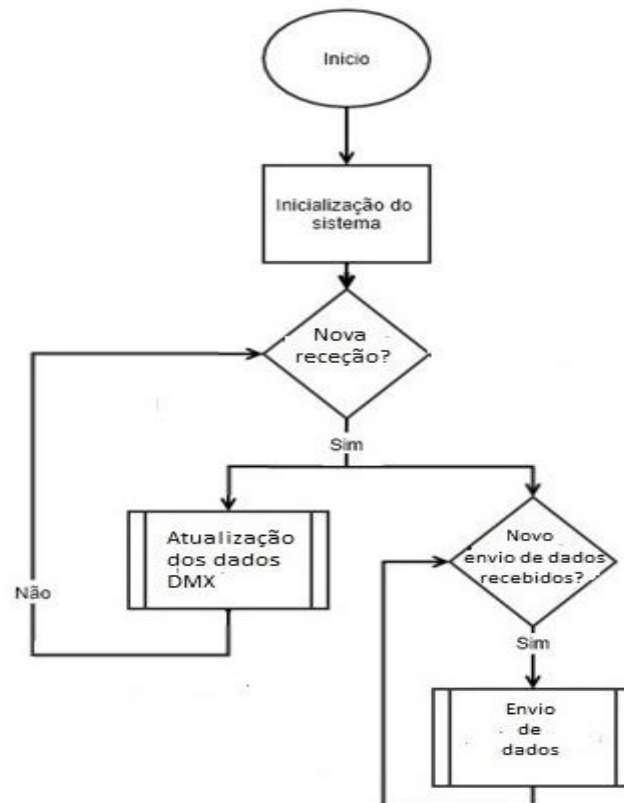 Inicio
Inicialização do
sistema
Nova
receção?
Sim
Atualização
dos dados
DMX
Não
Novo
envio de dados
recebidos?
Sim
Envio
de
dados